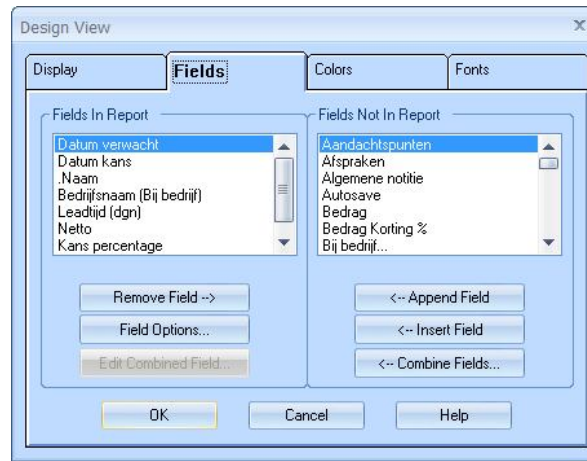 Design View
x
Display
Fields
Colors
Fonts
Fields In Report
Datum verwacht
Datum kans
.Naam
Bedrijfsnaam (Bij bedrijf)
Leadtijd (dgn)
Netto
Kans percentage
Remove Field -->
Field Options...
Edit Combined Field...
Fields Not In Report
Aandachtspunten
Afspraken
Algemene notitie
Autosave
Bedrag
Bedrag Korting %
Bij bedrijf...
<-- Append Field
<-- Insert Field
<-- Combine Fields...
OK
Cancel
Help